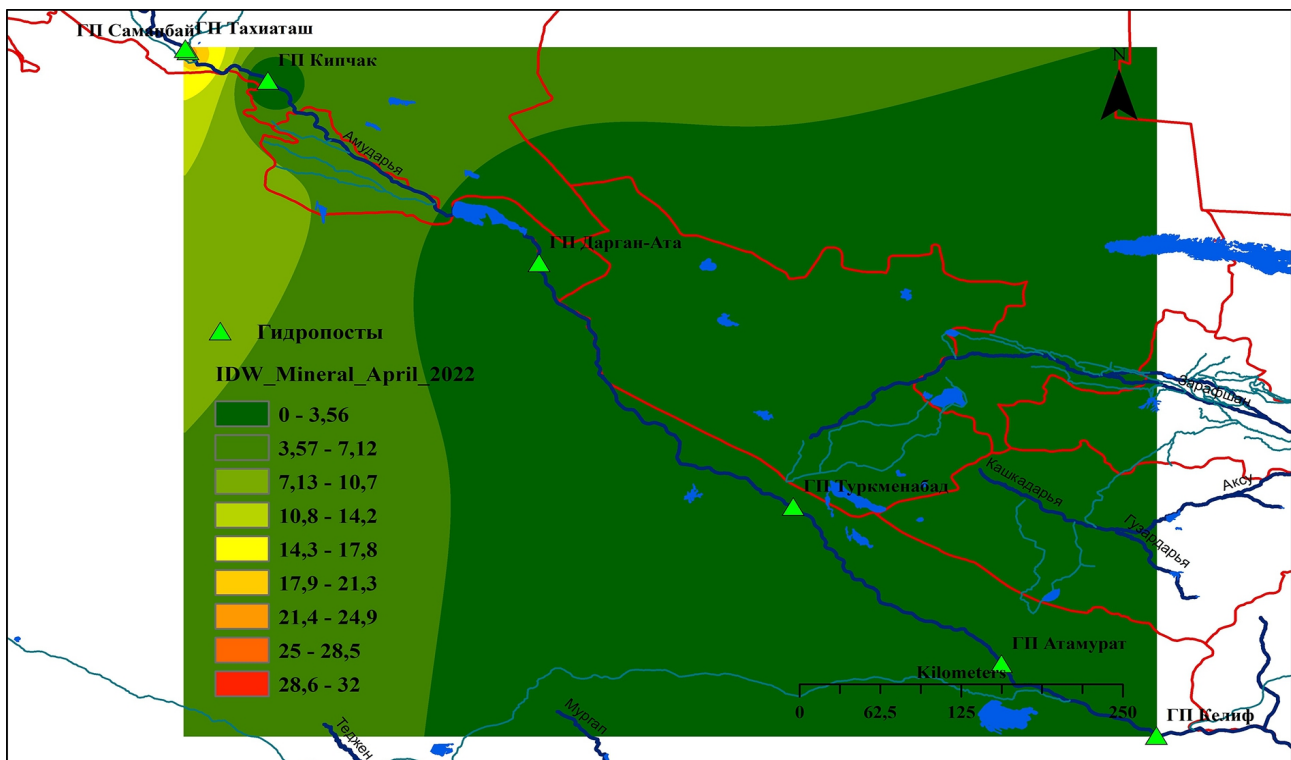 ГП Саманбай
ГП Тахиаташ
ГП Кипчак
N
Амударья
ГП Дарган-Ата
Гидропосты
IDW_Mineral_April_2022
0 - 3,56
3,57 - 7,12
7,13 - 10,7
10,8 - 14,2
14,3 - 17,8
17,9 - 21,3
21,4 - 24,9
25 - 28,5
28,6 - 32
Зарафшан
Кашкадарья
Аксу
Гузардарья
ГП Туркменабад
ГП Атамурат
Kilometers
0 62,5 125 250
ГП Келиф
Теджен
Мургап